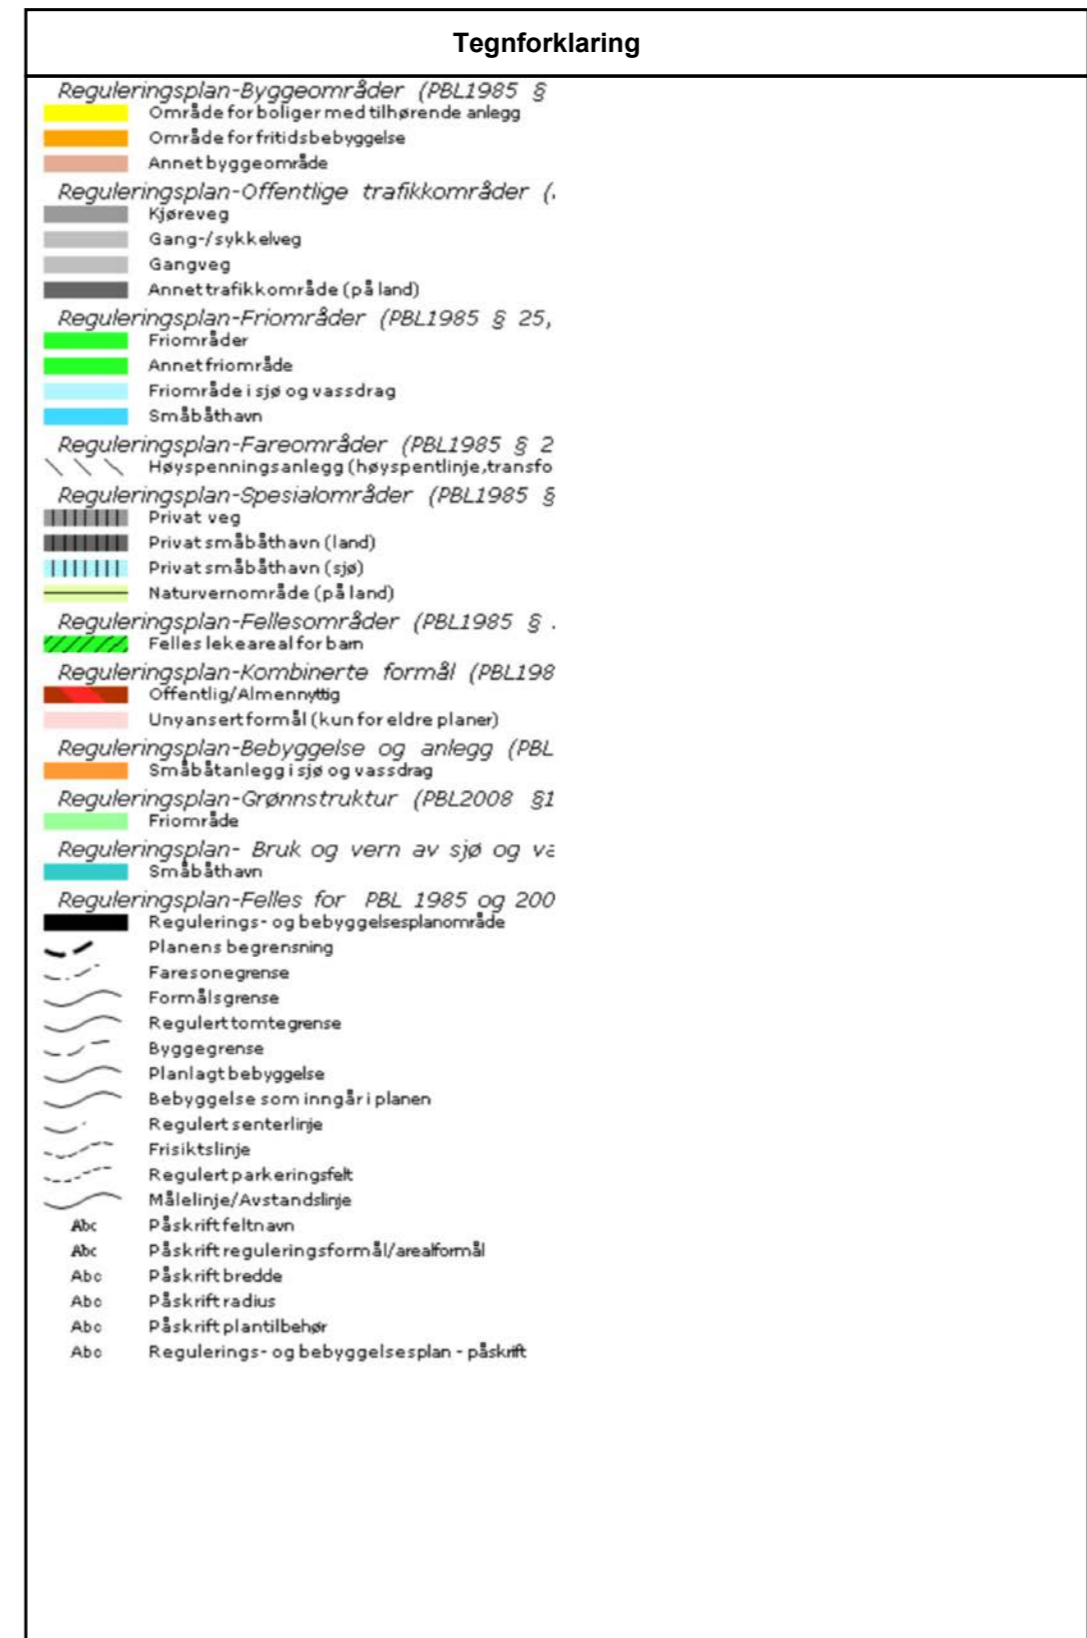 Tegnforklaring
Reguleringsplan-Byggeområder (PBL1985 §
Område for boliger med tilhørende anlegg
Område for fritidsbebyggelse
Annet byggeområde
Reguleringsplan-Offentlige trafikkområder (
Kjøreveg
Gang-/sykkelveg
Gangveg
Annet trafikkområde (på land)
Reguleringsplan-Friområder (PBL1985 § 25,
Friområder
Annet friområde
Friområde i sjø og vassdrag
Småbåthavn
Reguleringsplan-Fareområder (PBL1985 § 2
Høyspenningsanlegg (høyspentlinje,transfo
Reguleringsplan-Spesialområder (PBL1985 §
Privat veg
Privat småbåthavn (land)
Privat småbåthavn (sjø)
Naturvernområde (på land)
Reguleringsplan-Fellesområder (PBL1985 § .
Felles lekeareal for barn
Reguleringsplan-Kombinerte formål (PBL198
Offentlig/Almennyttig
Unyansert formål (kun for eldre planer)
Reguleringsplan-Bebyggelse og anlegg (PBL
Småbåtanlegg i sjø og vassdrag
Reguleringsplan-Grønnstruktur (PBL2008 §1
Friområde
Reguleringsplan- Bruk og vern av sjø og va
Småbåthavn
Reguleringsplan-Felles for PBL 1985 og 200
Regulerings- og bebyggelsesplanområde
Planens begrensning
Faresonegrense
Formålsgrense
Regulert tomtegrense
Byggegrense
Planlagt bebyggelse
Bebyggelse som inngår i planen
Regulert senterlinje
Frisiktslinje
Regulert parkeringsfelt
Målelinje/Avstandslinje
Abc Påskrift feltnavn
Abc Påskrift reguleringsformål/arealformål
Abc Påskrift bredde
Abc Påskrift radius
Abc Påskrift plantilbehør
Abc Regulerings- og bebyggelsesplan - påskrift